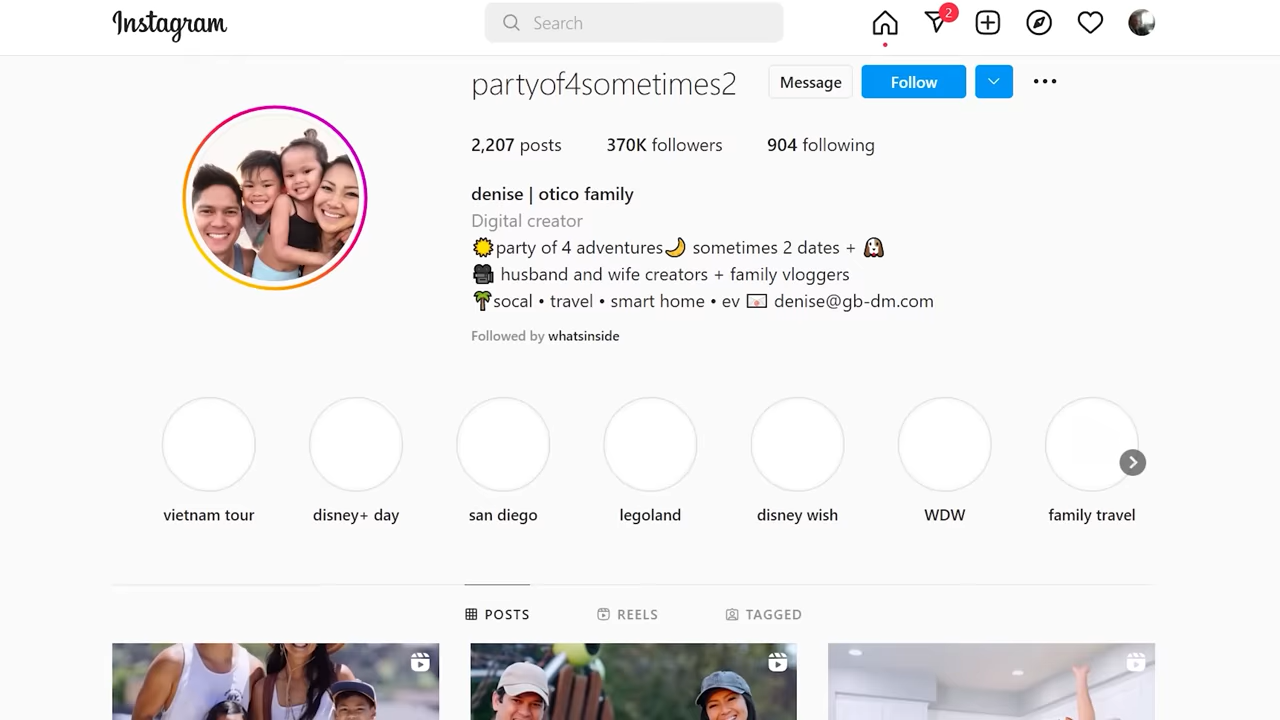 Instagram
Search
2
partyof4sometimes2
Message
Follow
2,207 posts 370K followers 904 following
denise | otico family
Digital creator
🌞party of 4 adventures🌙 sometimes 2 dates + 🐶
🎥 husband and wife creators + family vloggers
🌴socal • travel • smart home • ev 💌 denise@gb-dm.com
Followed by whatsinside
vietnam tour
disney+ day
san diego
legoland
disney wish
WDW
family travel
POSTS
REELS
TAGGED